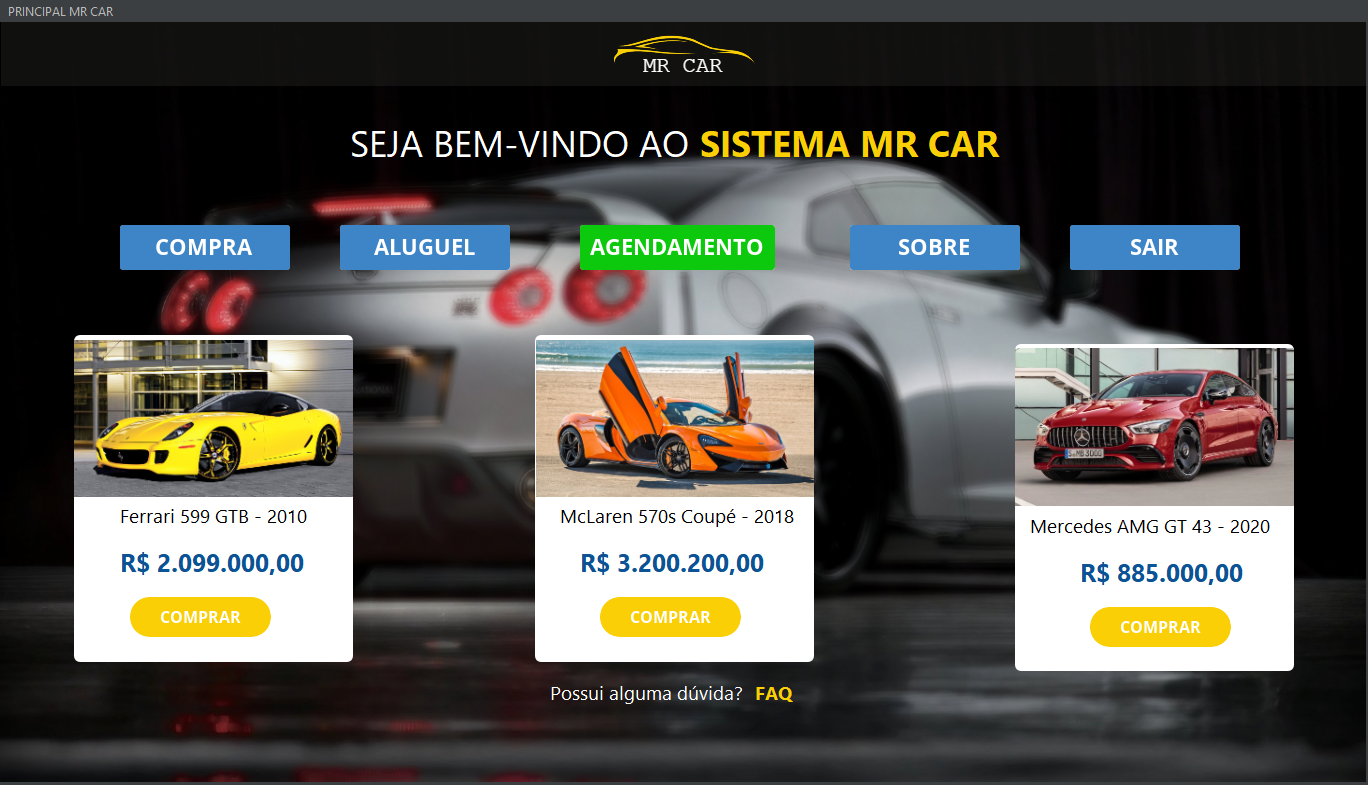 PRINCIPAL MR CAR
MR CAR
SEJA BEM-VINDO AO SISTEMA MR CAR
COMPRA
ALUGUEL
AGENDAMENTO
SOBRE
SAIR
Ferrari 599 GTB - 2010
R$ 2.099.000,00
COMPRAR
McLaren 570s Coupé - 2018
R$ 3.200.200,00
COMPRAR
Mercedes AMG GT 43 - 2020
R$ 885.000,00
COMPRAR
Possui alguma dúvida? FAQ